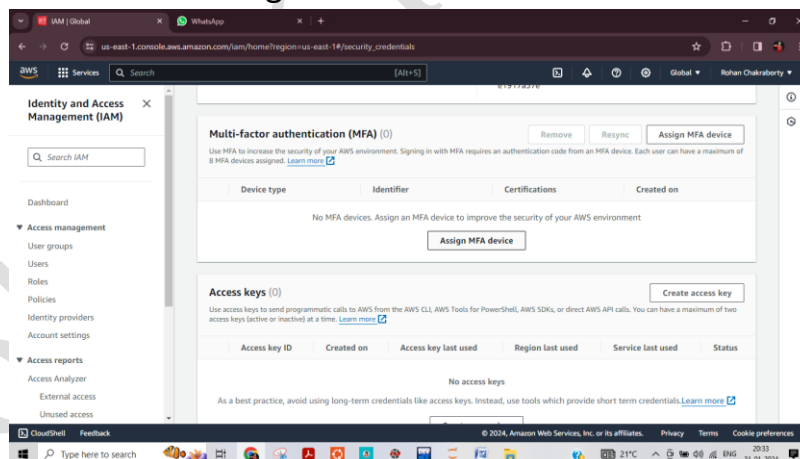 IAM | Global
WhatsApp
us-east-1.console.aws.amazon.com/iam/home?region=us-east-1#/security_credentials
aws
Services
Search
[Alt+S]
Global
Rohan Chakraborty
Identity and Access Management (IAM)
Search IAM
Dashboard
Access management
User groups
Users
Roles
Policies
Identity providers
Account settings
Access reports
Access Analyzer
External access
Unused access
Multi-factor authentication (MFA) (0)
Remove
Resync
Assign MFA device
Use MFA to increase the security of your AWS environment. Signing in with MFA requires an authentication code from an MFA device. Each user can have a maximum of
8 MFA devices assigned. Learn more
Device type
Identifier
Certifications
Created on
No MFA devices. Assign an MFA device to improve the security of your AWS environment
Assign MFA device
Access keys (0)
Create access key
Use access keys to send programmatic calls to AWS from the AWS CLI, AWS Tools for PowerShell, AWS SDKs, or direct AWS API calls. You can have a maximum of two
access keys (active or inactive) at a time. Learn more
Access key ID
Created on
Access key last used
Region last used
Service last used
Status
No access keys
As a best practice, avoid using long-term credentials like access keys. Instead, use tools which provide short term credentials. Learn more
CloudShell
Feedback
© 2024, Amazon Web Services, Inc. or its affiliates.
Privacy
Terms
Cookie preferences
Type here to search
21°C
ENG
20:33
21-01-2024